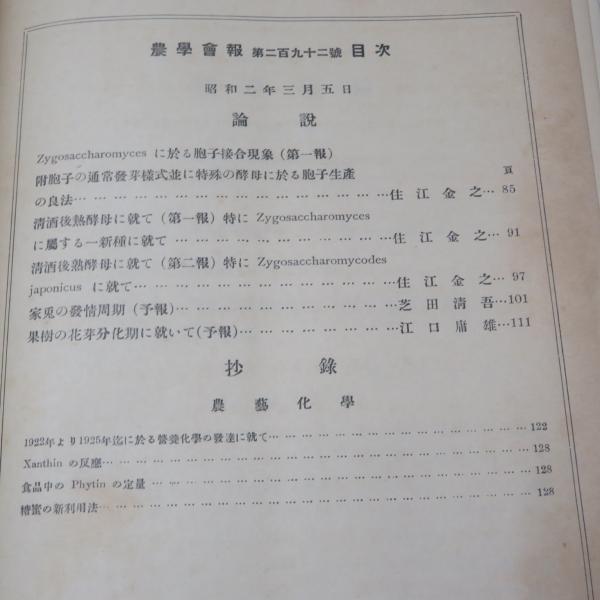 農學會報 第二百九十二號 目次
昭和二年三月五日
論說
Zygosaccharomyces に於る胞子接合現象(第一報)
附胞子の通常發芽樣式並に特殊の酵母に於る胞子生產 頁
の良法…………………………………住江金之…85
清酒後熟酵母に就て(第一報)特に Zygosaccharomyces
に屬する一新種に就て…………………………住江金之…91
清酒後熟酵母に就て(第二報)特に Zygosaccharomycodes
japonicus に就て…………………………………住江金之…97
家兎の發情周期(予報)…………………………芝田清吾…101
果樹の花芽分化期に就いて(予報)…………………江口庸雄…111
抄錄
農藝化學
1922年より1925年迄に於る營養化學の發達に就て…………………………122
Xanthin の反應…………………………………………………128
食品中の Phytin の定量…………………………………………128
糟蜜の新利用法…………………………………………………128